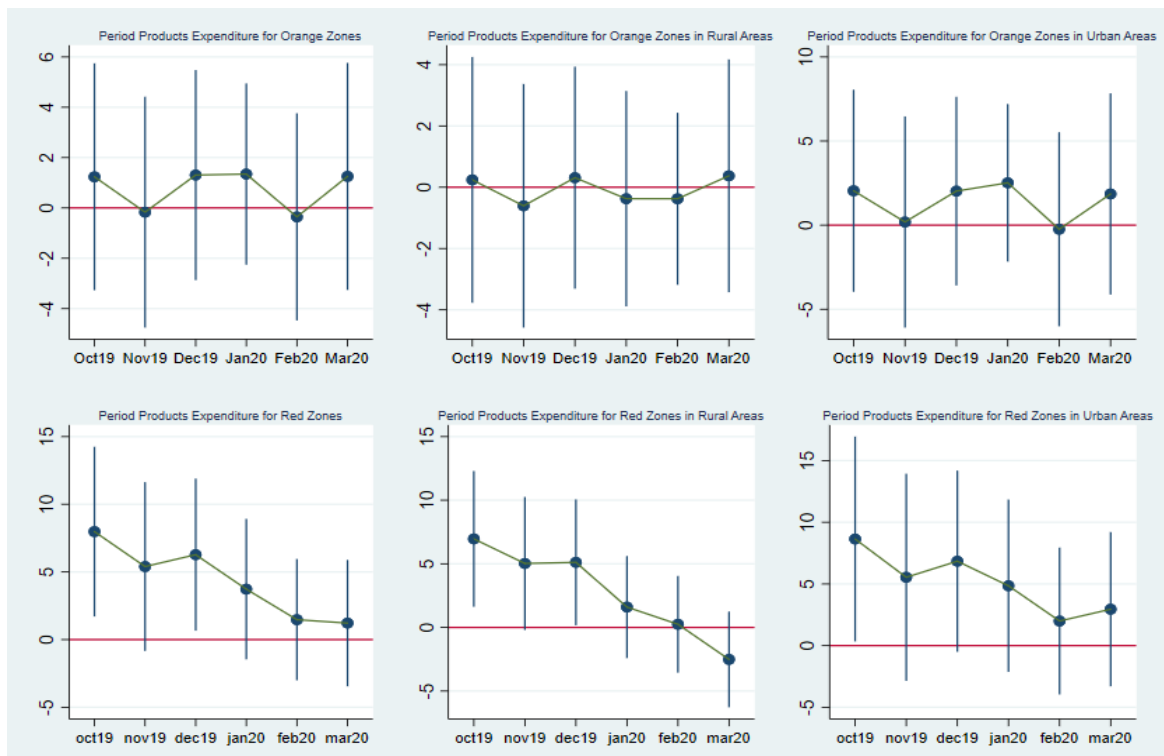 Period Products Expenditure for Orange Zones
6
4
2
0
-2
-4
Oct19 Nov19 Dec19 Jan20 Feb20 Mar20
Period Products Expenditure for Orange Zones in Rural Areas
4
2
0
-2
-4
Oct19 Nov19 Dec19 Jan20 Feb20 Mar20
Period Products Expenditure for Orange Zones in Urban Areas
10
5
0
-5
Oct19 Nov19 Dec19 Jan20 Feb20 Mar20
Period Products Expenditure for Red Zones
15
10
5
0
-5
oct19 nov19 dec19 jan20 feb20 mar20
Period Products Expenditure for Red Zones in Rural Areas
15
10
5
0
-5
oct19 nov19 dec19 jan20 feb20 mar20
Period Products Expenditure for Red Zones in Urban Areas
15
10
5
0
-5
oct19 nov19 dec19 jan20 feb20 mar20